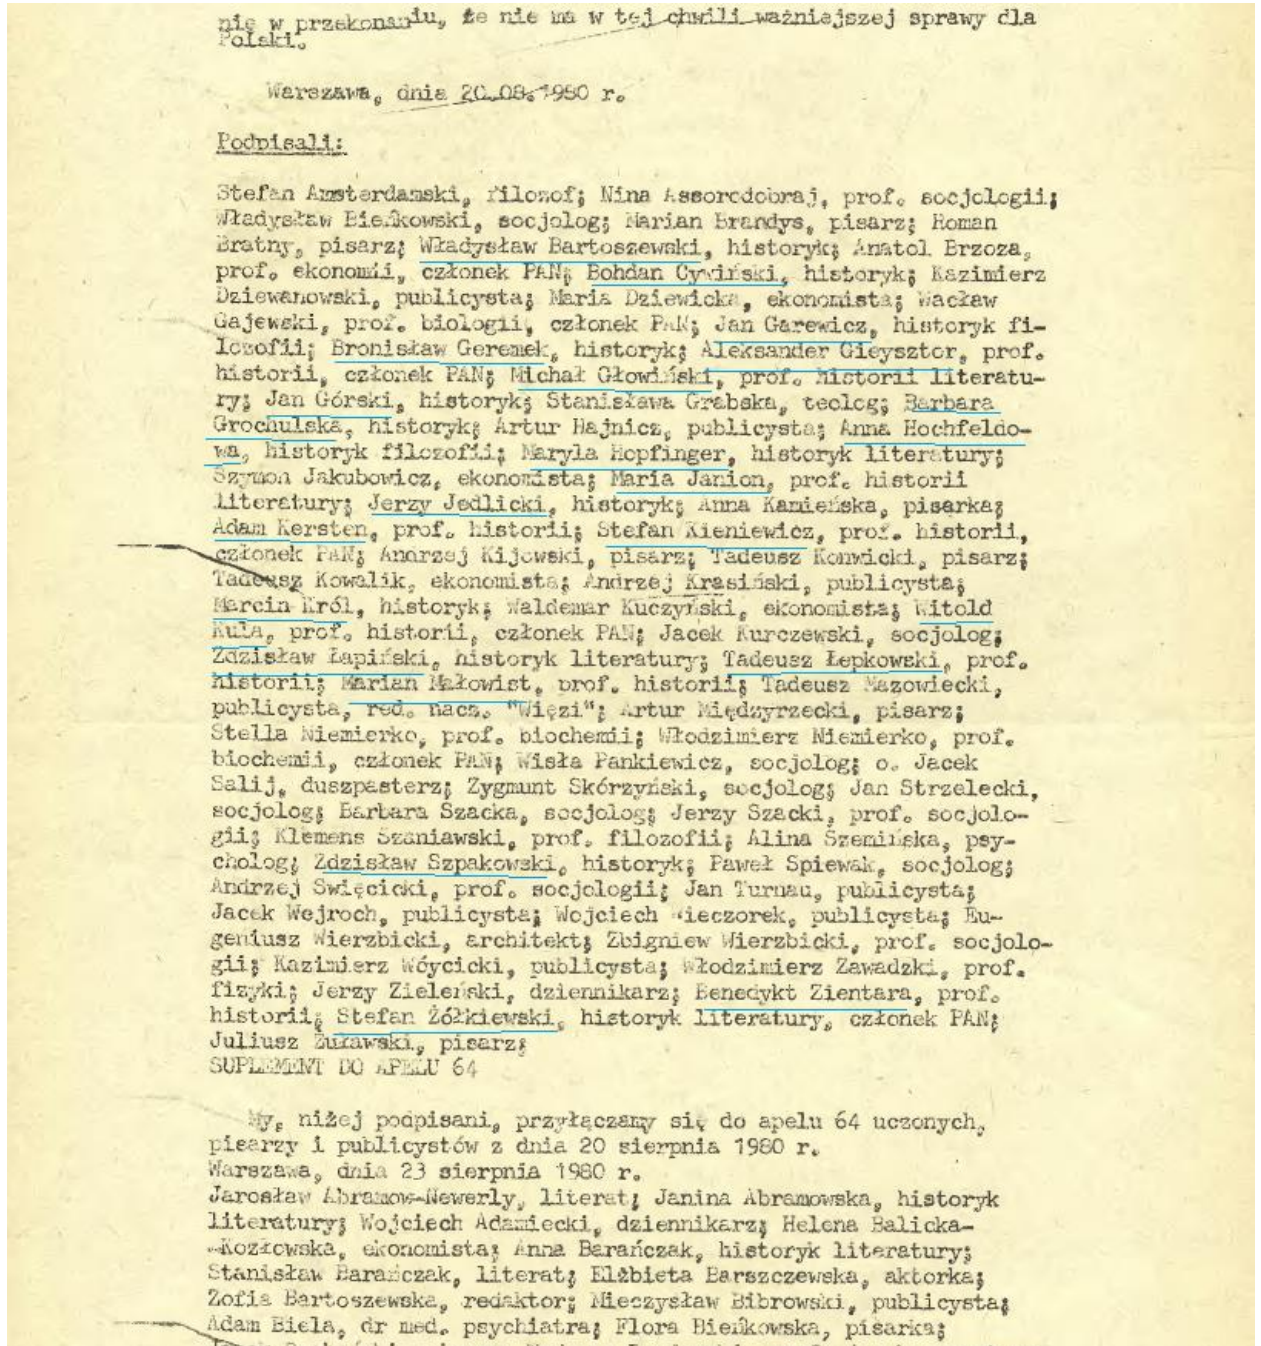 nie w przekonaniu, że nie ma w tej chwili ważniejszej sprawy dla
Polski.
Warszawa, dnia 20.08.1980 r.
Podpisali:
Stefan Amsterdamski, filozof; Nina Assorodobraj, prof. socjologii;
Władysław Bieńkowski, socjolog; Marian Brandys, pisarz; Roman
Bratny, pisarz; Władysław Bartoszewski, historyk; Anatol Brzoza,
prof. ekonomii, członek PAN; Bohdan Cywiński, historyk; Kazimierz
Dziewanowski, publicysta; Maria Dziewicka, ekonomista; Wacław
Gajewski, prof. biologii, członek PAN; Jan Garewicz, historyk fi-
lozofii; Bronisław Geremek, historyk; Aleksander Gieysztor, prof.
historii, członek PAN; Michał Głowiński, prof. historii literatu-
ry; Jan Górski, historyk; Stanisława Grabska, teolog; Barbara
Grochulska, historyk; Artur Hajnicz, publicysta; Anna Hochfeldo-
wa, historyk filozofii; Maryla Hopfinger, historyk literatury;
Szymon Jakubowicz, ekonomista; Maria Janion, prof. historii
literatury; Jerzy Jedlicki, historyk; Anna Kamieńska, pisarka;
Adam Kersten, prof. historii; Stefan Kieniewicz, prof. historii,
członek PAN; Andrzej Kijowski, pisarz; Tadeusz Konwicki, pisarz;
Tadeusz Kowalik, ekonomista; Andrzej Krasiński, publicysta;
Marcin Król, historyk; Waldemar Kuczyński, ekonomista; Witold
Kula, prof. historii, członek PAN; Jacek Kurczewski, socjolog;
Zdzisław Łapiński, historyk literatury; Tadeusz Łepkowski, prof.
historii; Marian Małowist, prof. historii; Tadeusz Mazowiecki,
publicysta, red. nacz. "Więzi"; Artur Międzyrzecki, pisarz;
Stella Niemierko, prof. biochemii; Włodzimierz Niemierko, prof.
biochemii, członek PAN; Wisła Pankiewicz, socjolog; o. Jacek
Salij, duszpasterz; Zygmunt Skórzyński, socjolog; Jan Strzelecki,
socjolog; Barbara Szacka, socjolog; Jerzy Szacki, prof. socjolo-
gii; Klemens Szaniawski, prof. filozofii; Alina Szemińska, psy-
cholog; Zdzisław Szpakowski, historyk; Paweł Spiewak, socjolog;
Andrzej Swięcicki, prof. socjologii; Jan Turnau, publicysta;
Jacek Wejroch, publicysta; Wojciech Wieczorek, publicysta; Eu-
geniusz Wierzbicki, architekt; Zbigniew Wierzbicki, prof. socjolo-
gii; Kazimierz Wóycicki, publicysta; Włodzimierz Zawadzki, prof.
fizyki; Jerzy Zieleński, dziennikarz; Benedykt Zientara, prof.
historii; Stefan Żółkiewski, historyk literatury, członek PAN;
Juliusz Żuławski, pisarz;
SUPLEMENT DO APELU 64
My, niżej podpisani, przyłączamy się do apelu 64 uczonych,
pisarzy i publicystów z dnia 20 sierpnia 1980 r.
Warszawa, dnia 23 sierpnia 1980 r.
Jarosław Abramow-Newerly, literat; Janina Abramowska, historyk
literatury; Wojciech Adamiecki, dziennikarz; Helena Balicka-
-Kozłowska, ekonomista; Anna Barańczak, historyk literatury;
Stanisław Barańczak, literat; Elżbieta Barszczewska, aktorka;
Zofia Bartoszewska, redaktor; Mieczysław Bibrowski, publicysta;
Adam Biela, dr med. psychiatra; Flora Bieńkowska, pisarka;